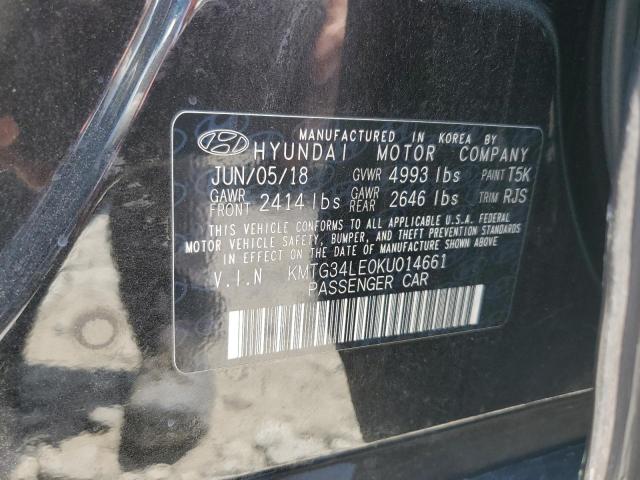 MANUFACTURED IN KOREA BY
HYUNDAI MOTOR COMPANY
JUN/05/18 GVWR 4993 lbs PAINT T5K
GAWR FRONT 2414 lbs GAWR REAR 2646 lbs TRIM RJS
THIS VEHICLE CONFORMS TO ALL APPLICABLE U.S.A. FEDERAL
MOTOR VEHICLE SAFETY, BUMPER, AND THEFT PREVENTION STANDARDS
IN EFFECT ON THE DATE OF MANUFACTURE SHOWN ABOVE.
V.I.N KMTG34LE0KU014661
PASSENGER CAR